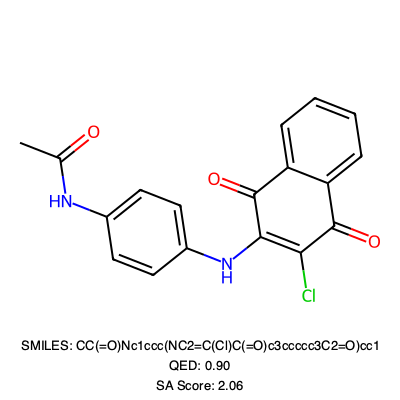 O
O
HN
N
H
O
Cl
SMILES: CC(=O)Nc1ccc(NC2=C(Cl)C(=O)c3ccccc3C2=O)cc1
QED: 0.90
SA Score: 2.06